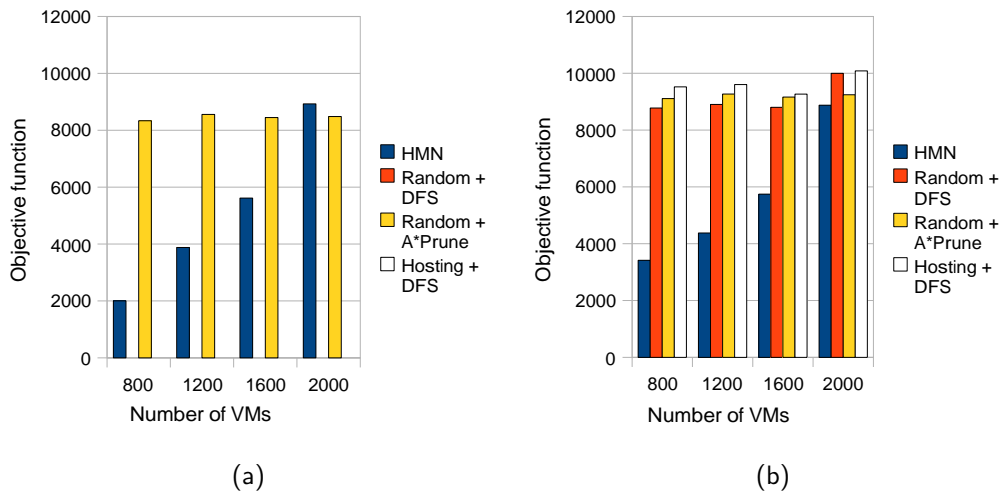 12000
10000
8000
6000
4000
2000
0
Objective function
800 1200 1600 2000
Number of VMs
HMN
Random +
DFS
Random +
A*Prune
Hosting +
DFS
(a)
12000
10000
8000
6000
4000
2000
0
Objective function
800 1200 1600 2000
Number of VMs
HMN
Random +
DFS
Random +
A*Prune
Hosting +
DFS
(b)